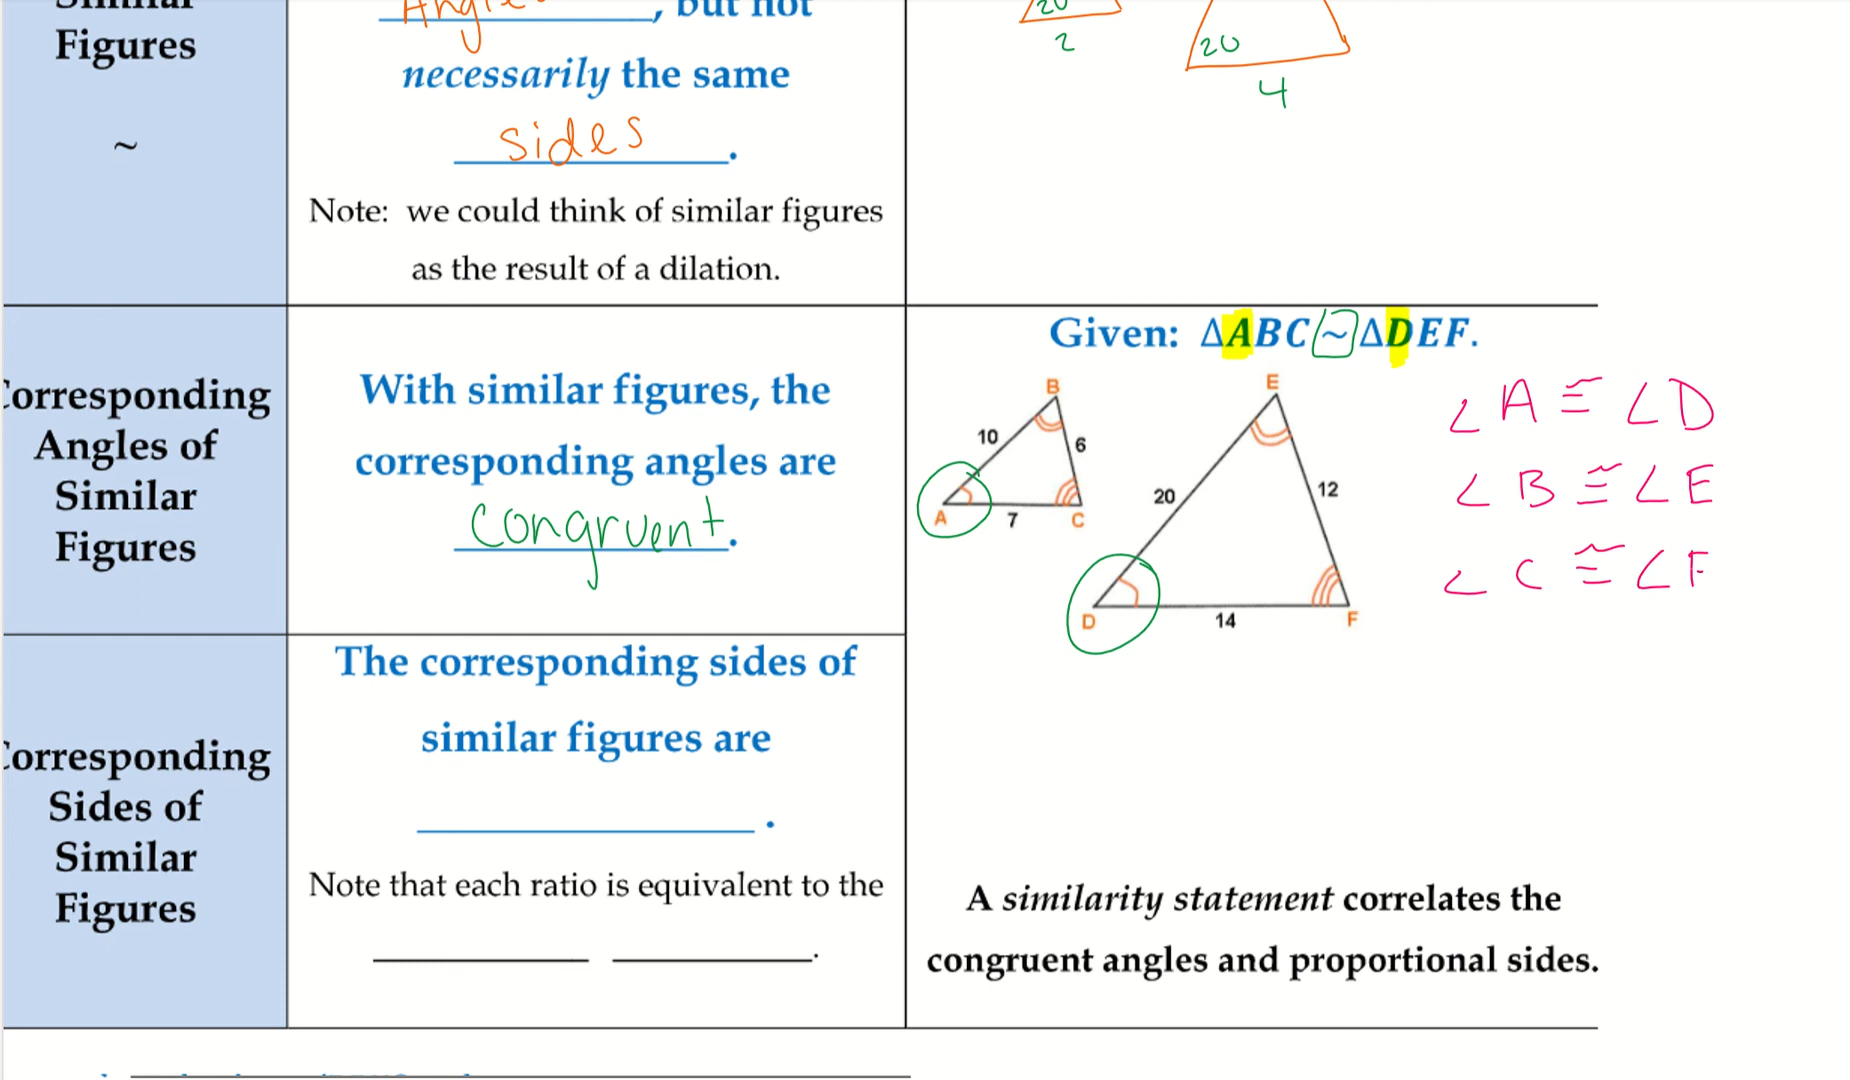 Figures
~
, but not
necessarily the same
sides.
Note: we could think of similar figures
as the result of a dilation.
20
2
20
4
Corresponding
Angles of
Similar
Figures
With similar figures, the
corresponding angles are
congruent.
Given: ΔABC~ΔDEF.
B
10
6
A
7
C
E
20
12
D
14
F
∠A ≅ ∠D
∠B ≅ ∠E
∠C ≅ ∠F
Corresponding
Sides of
Similar
Figures
The corresponding sides of
similar figures are
.
Note that each ratio is equivalent to the
.
A similarity statement correlates the
congruent angles and proportional sides.